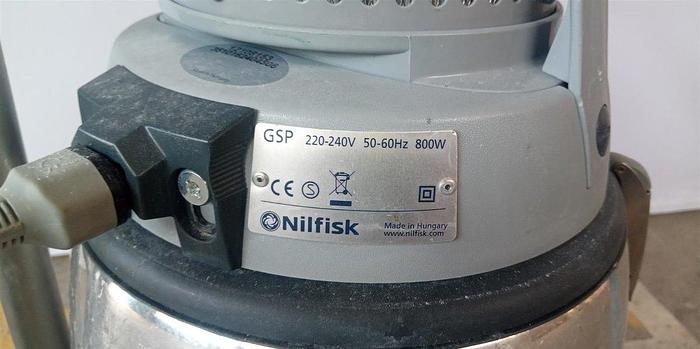 GSP 220-240V 50-60Hz 800W
CE S
Nilfisk
Made in Hungary
www.nilfisk.com